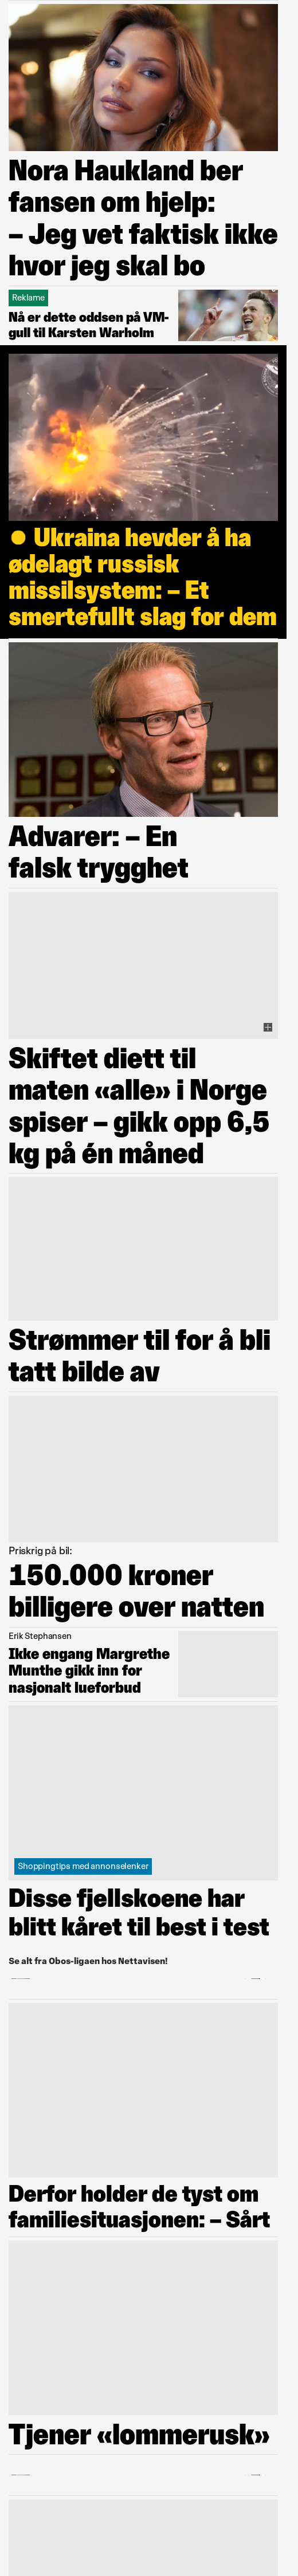 Nora Haukland ber
fansen om hjelp:
– Jeg vet faktisk ikke
hvor jeg skal bo
Reklame
Nå er dette oddsen på VM-
gull til Karsten Warholm
● Ukraina hevder å ha
ødelagt russisk
missilsystem: – Et
smertefullt slag for dem
Advarer: – En
falsk trygghet
Skiftet diett til
maten «alle» i Norge
spiser – gikk opp 6,5
kg på én måned
Strømmer til for å bli
tatt bilde av
Priskrig på bil:
150.000 kroner
billigere over natten
Erik Stephansen
Ikke engang Margrethe
Munthe gikk inn for
nasjonalt lueforbud
Shoppingtips med annonselenker
Disse fjellskoene har
blitt kåret til best i test
Se alt fra Obos-ligaen hos Nettavisen!
Derfor holder de tyst om
familiesituasjonen: – Sårt
Tjener «lommerusk»